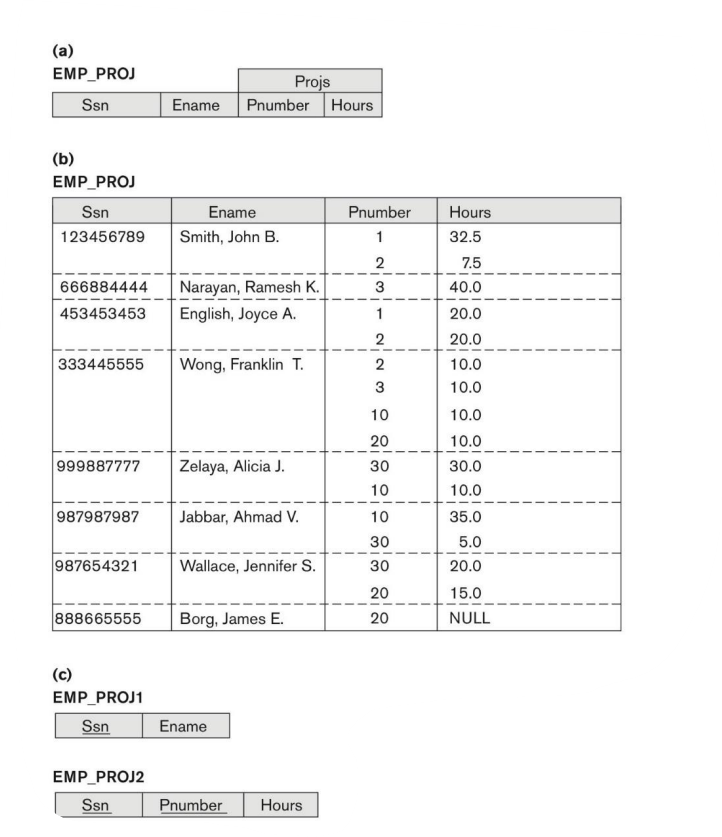 (a)
EMP_PROJ
Projs
Ssn Ename Pnumber Hours
(b)
EMP_PROJ
Ssn Ename Pnumber Hours
123456789 Smith, John B. 1 32.5
2 7.5
666884444 Narayan, Ramesh K. 3 40.0
453453453 English, Joyce A. 1 20.0
2 20.0
333445555 Wong, Franklin T. 2 10.0
3 10.0
10 10.0
20 10.0
999887777 Zelaya, Alicia J. 30 30.0
10 10.0
987987987 Jabbar, Ahmad V. 10 35.0
30 5.0
987654321 Wallace, Jennifer S. 30 20.0
20 15.0
888665555 Borg, James E. 20 NULL
(c)
EMP_PROJ1
Ssn Ename
EMP_PROJ2
Ssn Pnumber Hours